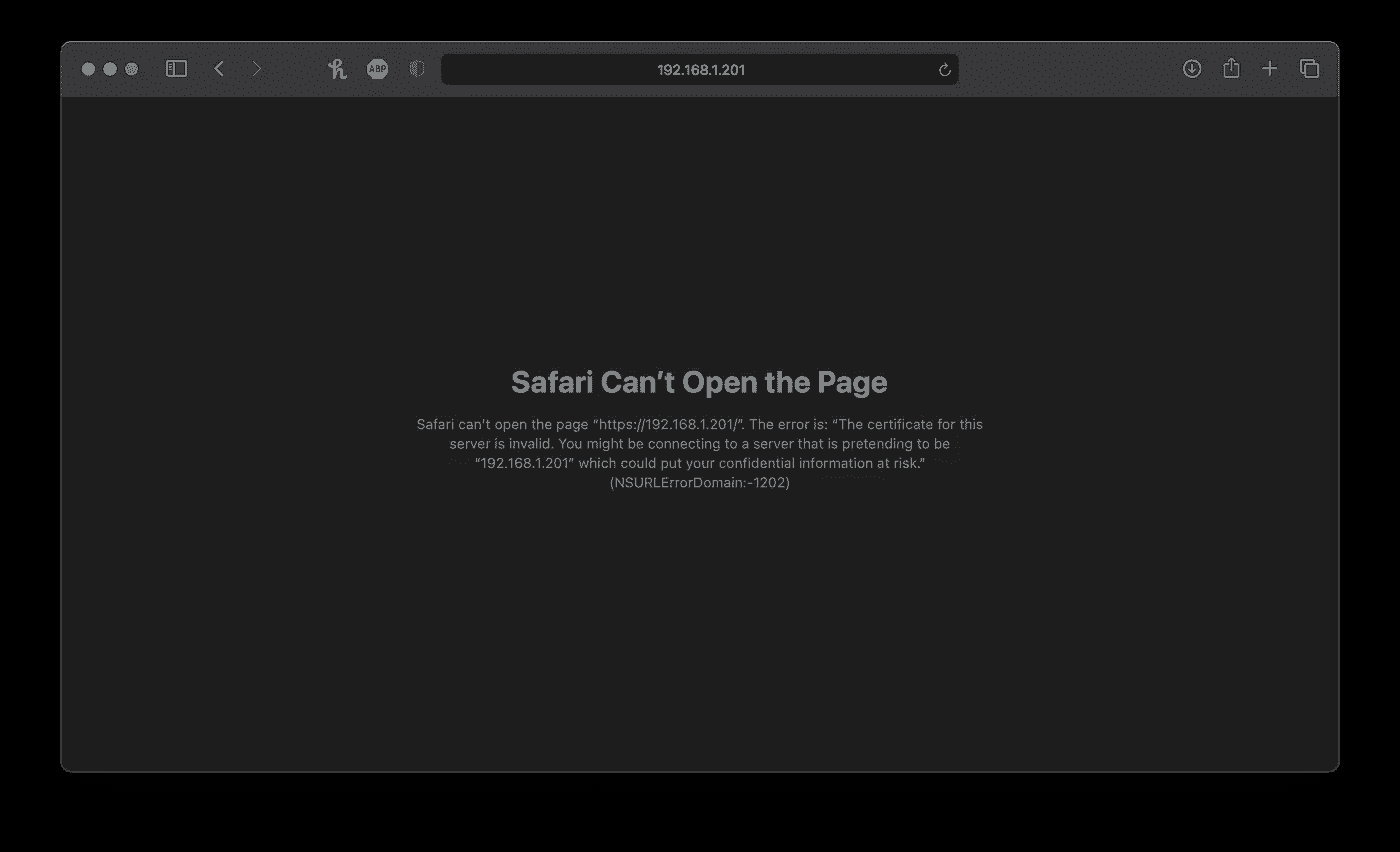 ABP
192.168.1.201
Safari Can’t Open the Page
Safari can’t open the page “https://192.168.1.201/”. The error is: “The certificate for this
server is invalid. You might be connecting to a server that is pretending to be
“192.168.1.201” which could put your confidential information at risk.”
(NSURLErrorDomain:-1202)